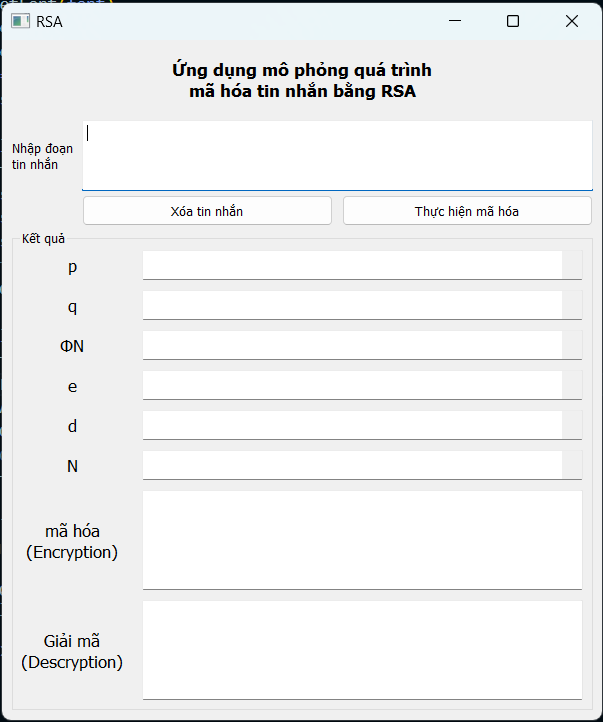 RSA
Ứng dụng mô phỏng quá trình
mã hóa tin nhắn bằng RSA
Nhập đoạn
tin nhắn
Xóa tin nhắn
Thực hiện mã hóa
Kết quả
p
q
ΦN
e
d
N
mã hóa
(Encryption)
Giải mã
(Descryption)